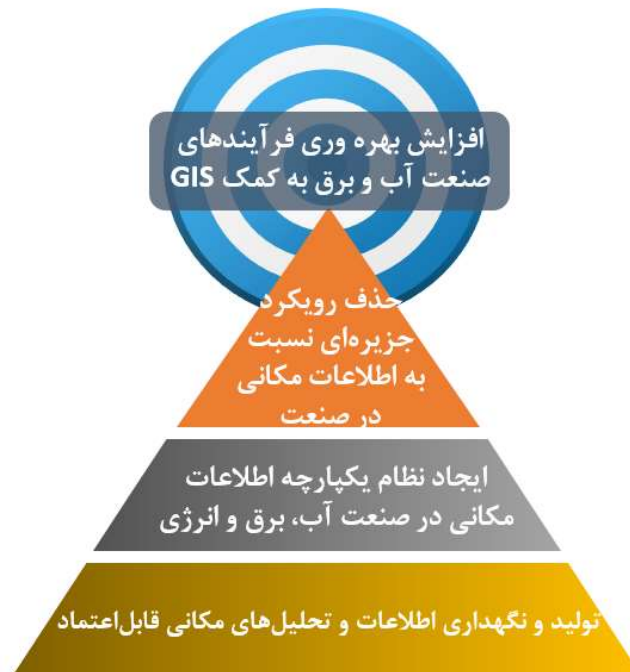 افزایش بهره وری فرآیندهای
صنعت آب و برق به کمک GIS
حذف رویکرد
جزیره‌ای نسبت
به اطلاعات مکانی
در صنعت
ایجاد نظام یکپارچه اطلاعات
مکانی در صنعت آب، برق و انرژی
تولید و نگهداری اطلاعات و تحلیل‌های مکانی قابل‌اعتماد